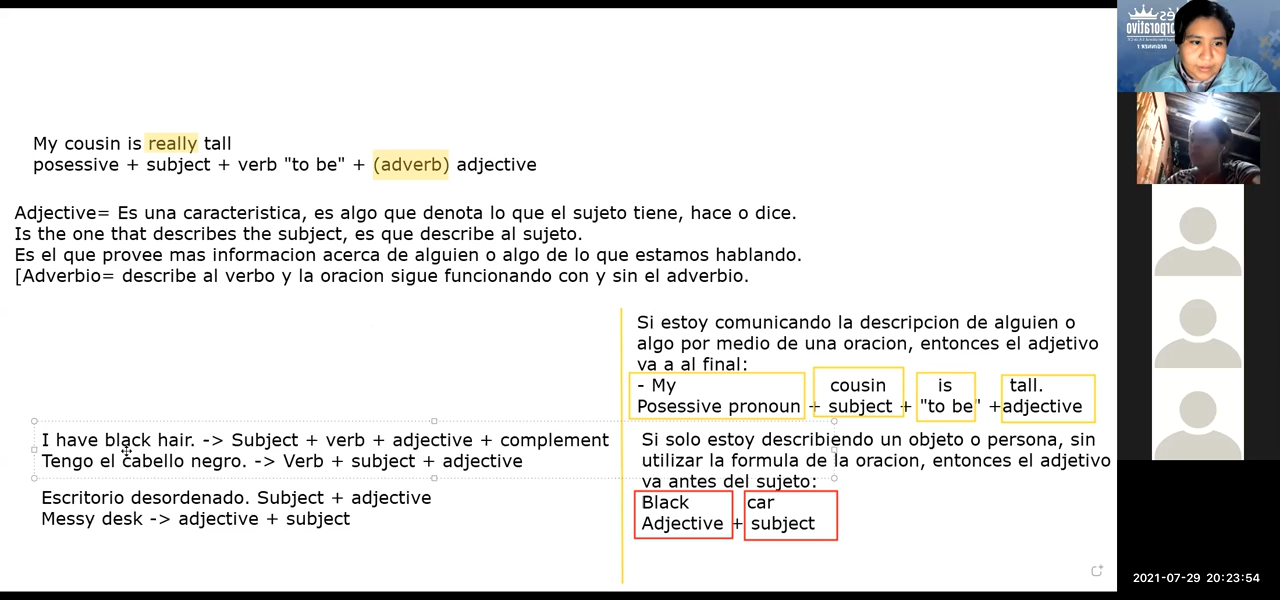 My cousin is really tall
posessive + subject + verb "to be" + (adverb) adjective
Adjective= Es una caracteristica, es algo que denota lo que el sujeto tiene, hace o dice.
Is the one that describes the subject, es que describe al sujeto.
Es el que provee mas informacion acerca de alguien o algo de lo que estamos hablando.
[Adverbio= describe al verbo y la oracion sigue funcionando con y sin el adverbio.
I have black hair. -> Subject + verb + adjective + complement
Tengo el cabello negro. -> Verb + subject + adjective
Escritorio desordenado. Subject + adjective
Messy desk -> adjective + subject
Si estoy comunicando la descripcion de alguien o
algo por medio de una oracion, entonces el adjetivo
va a al final:
- My cousin is tall.
Posessive pronoun + subject + "to be" +adjective
Si solo estoy describiendo un objeto o persona, sin
utilizar la formula de la oracion, entonces el adjetivo
va antes del sujeto:
Black car
Adjective + subject
2021-07-29 20:23:54